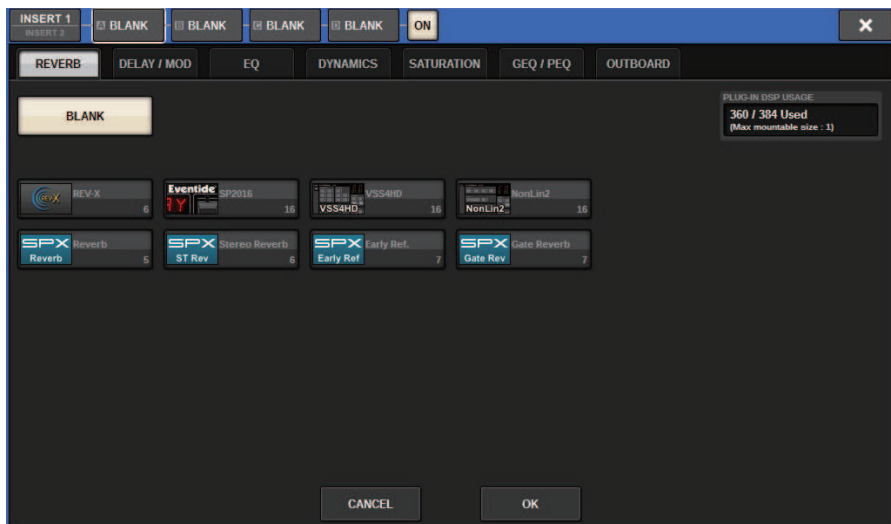 INSERT 1
INSERT 2
A BLANK
B BLANK
C BLANK
D BLANK
ON
REVERB
DELAY / MOD
EQ
DYNAMICS
SATURATION
GEQ / PEQ
OUTBOARD
BLANK
PLUG-IN DSP USAGE
360 / 384 Used
(Max mountable size : 1)
REV-X
REV-X
6
Eventide
SP2016
16
VSS4HD
VSS4HD
16
NonLin2
NonLin2
16
SPX
Reverb
Reverb
5
SPX
ST Rev
Stereo Reverb
6
SPX
Early Ref
Early Ref.
7
SPX
Gate Rev
Gate Reverb
7
CANCEL
OK